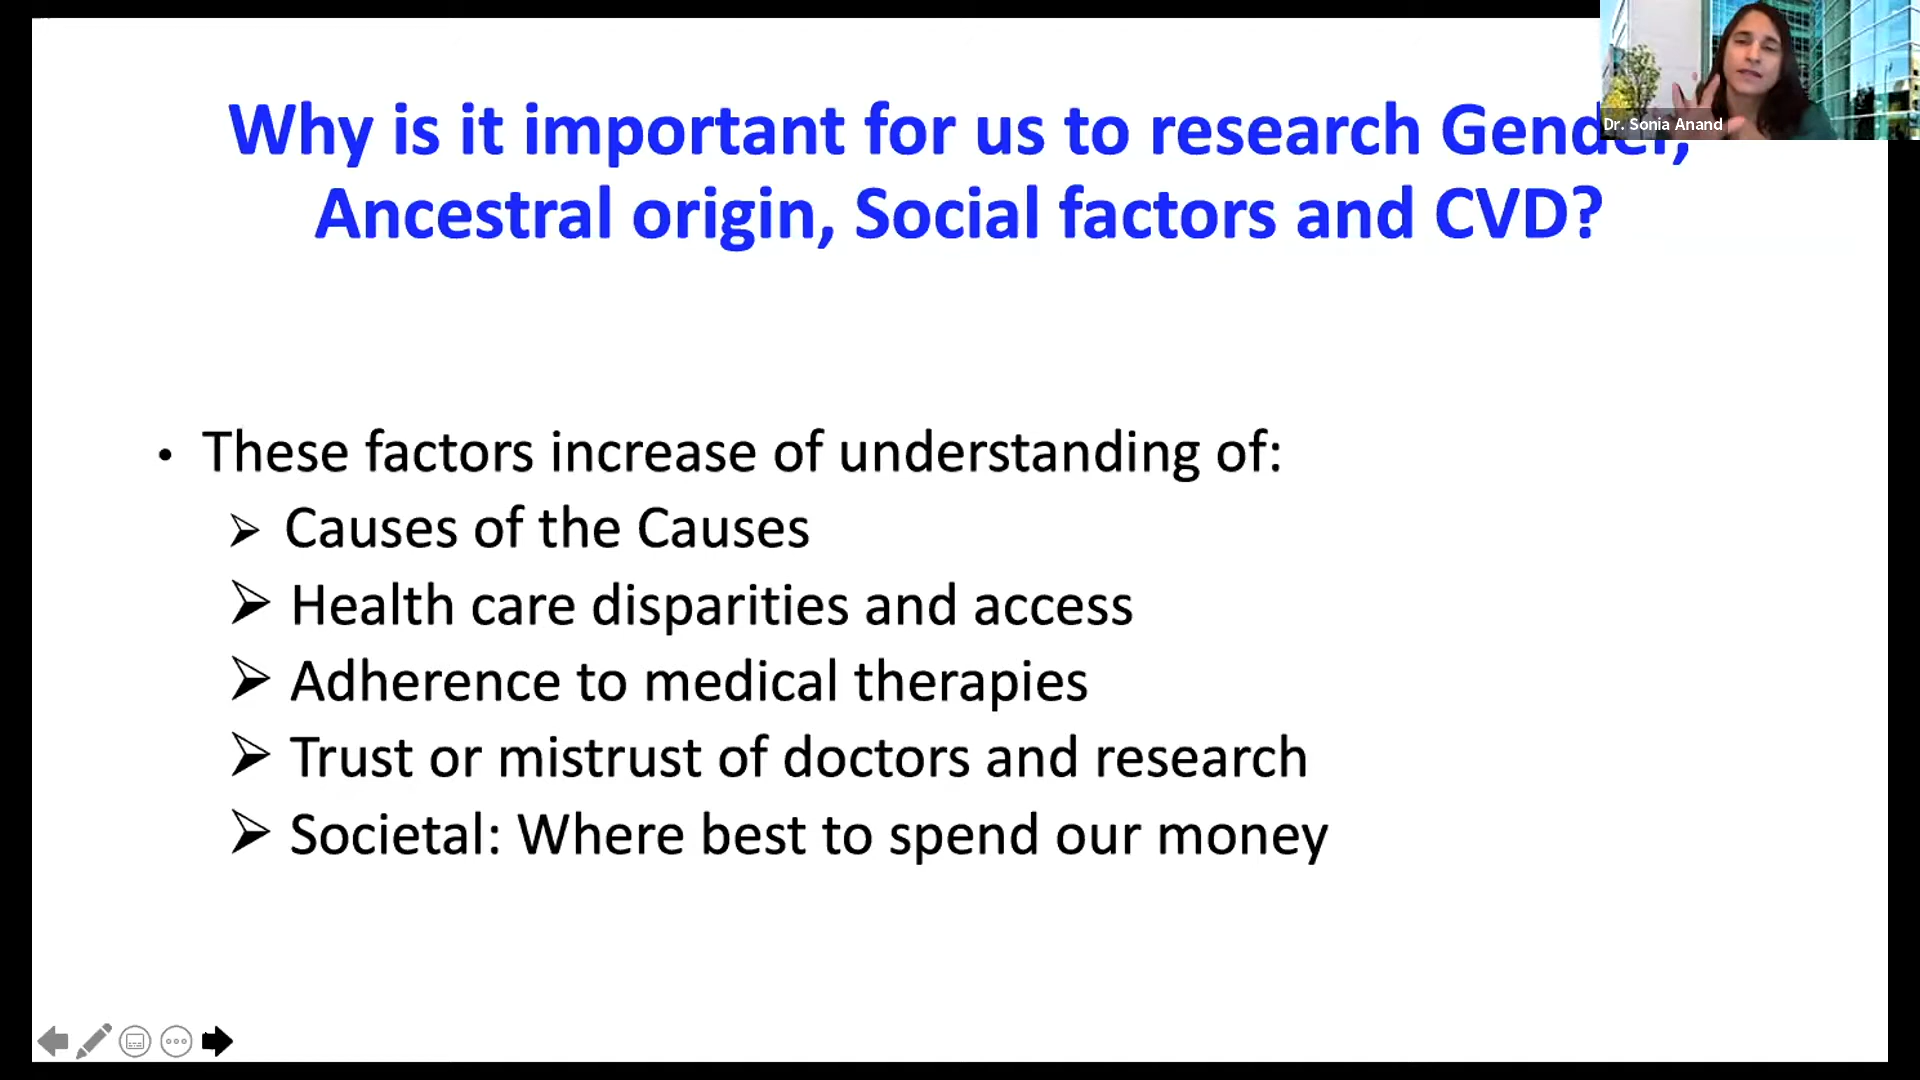 Why is it important for us to research Gender,
Ancestral origin, Social factors and CVD?
Dr. Sonia Anand
• These factors increase of understanding of:
➢ Causes of the Causes
➢ Health care disparities and access
➢ Adherence to medical therapies
➢ Trust or mistrust of doctors and research
➢ Societal: Where best to spend our money